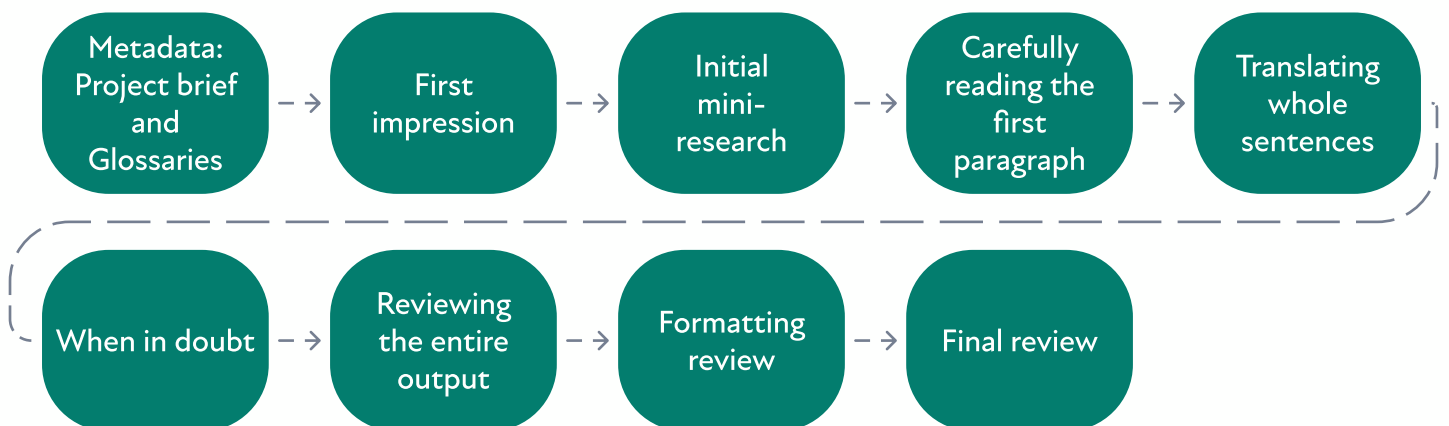 Metadata:
Project brief
and
Glossaries
First
impression
Initial
mini-
research
Carefully
reading the
first
paragraph
Translating
whole
sentences
When in doubt
Reviewing
the entire
output
Formatting
review
Final review